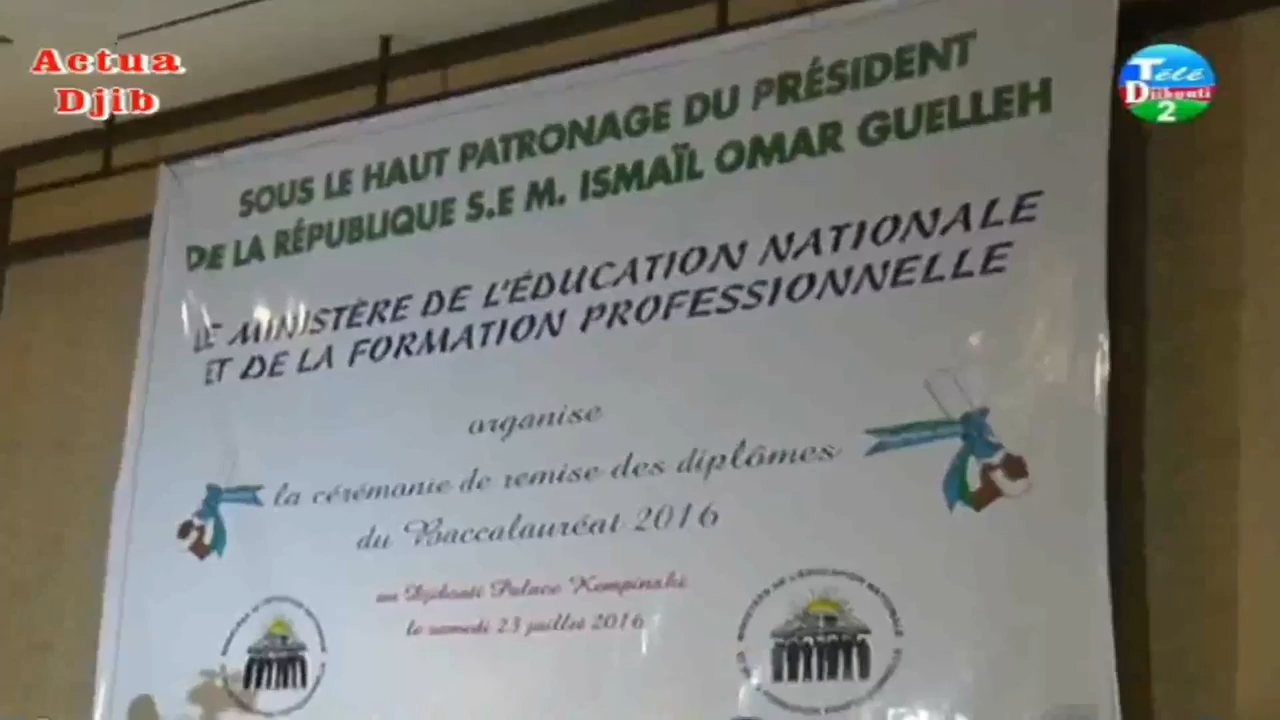 Actua
Djib
Télé
Djibouti
2
SOUS LE HAUT PATRONAGE DU PRÉSIDENT
DE LA RÉPUBLIQUE S.E M. ISMAÏL OMAR GUELLEH
LE MINISTÈRE DE L'ÉDUCATION NATIONALE
ET DE LA FORMATION PROFESSIONNELLE
organise
la cérémonie de remise des diplômes
du Baccalauréat 2016
au Djibouti Palace Kempinski
le samedi 23 juillet 2016